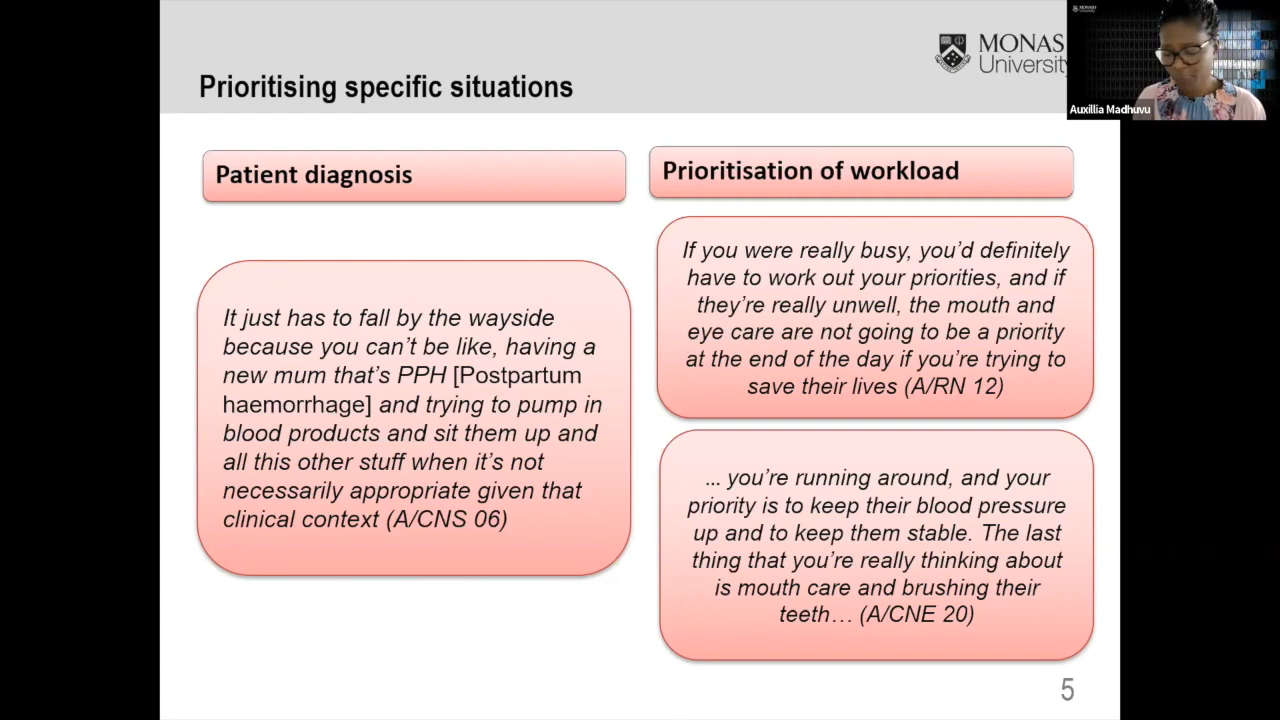 MONAS
University
Prioritising specific situations
Auxillia Madhuvu
Patient diagnosis
It just has to fall by the wayside
because you can't be like, having a
new mum that's PPH [Postpartum
haemorrhage] and trying to pump in
blood products and sit them up and
all this other stuff when it's not
necessarily appropriate given that
clinical context (A/CNS 06)
Prioritisation of workload
If you were really busy, you'd definitely
have to work out your priorities, and if
they're really unwell, the mouth and
eye care are not going to be a priority
at the end of the day if you're trying to
save their lives (A/RN 12)
... you're running around, and your
priority is to keep their blood pressure
up and to keep them stable. The last
thing that you're really thinking about
is mouth care and brushing their
teeth… (A/CNE 20)
5